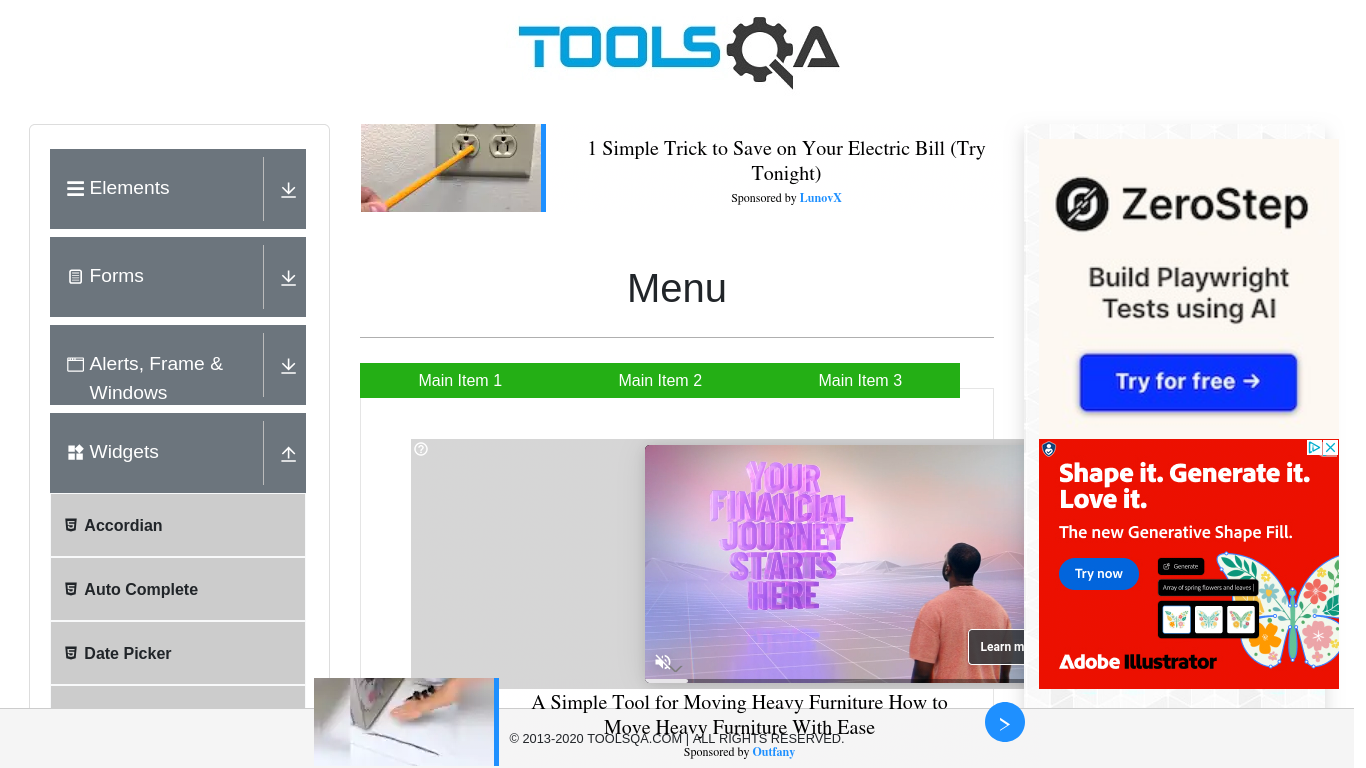 TOOLSQA
Elements
Forms
Alerts, Frame &
Windows
Widgets
Accordian
Auto Complete
Date Picker
1 Simple Trick to Save on Your Electric Bill (Try
Tonight)
Sponsored by LunovX
Menu
Main Item 1
Main Item 2
Main Item 3
YOUR
FINANCIAL
JOURNEY
STARTS
HERE
Learn m
A Simple Tool for Moving Heavy Furniture How to
Move Heavy Furniture With Ease
Sponsored by Outfany
© 2013-2020 TOOLSQA.COM | ALL RIGHTS RESERVED.
ZeroStep
Build Playwright
Tests using AI
Try for free →
Shape it. Generate it.
Love it.
The new Generative Shape Fill.
Try now
Generate
Array of spring flowers and leaves
Adobe Illustrator